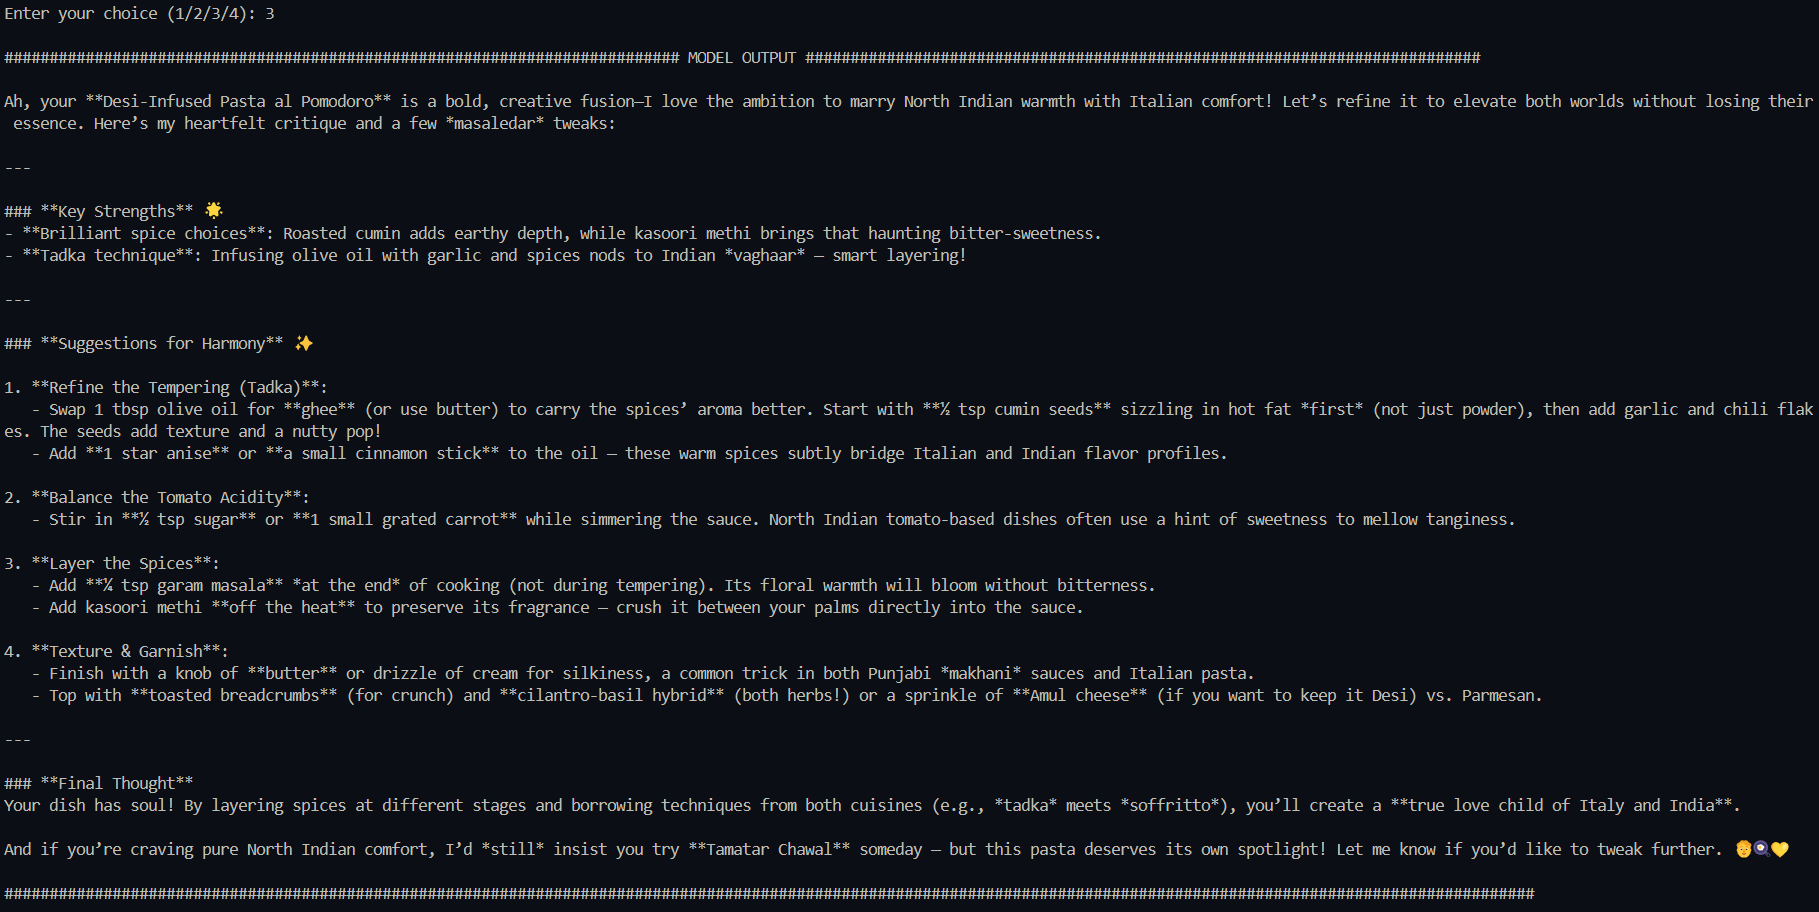 Enter your choice (1/2/3/4): 3
########################################################################### MODEL OUTPUT ###########################################################################
Ah, your **Desi-Infused Pasta al Pomodoro** is a bold, creative fusion—I love the ambition to marry North Indian warmth with Italian comfort! Let’s refine it to elevate both worlds without losing their
essence. Here’s my heartfelt critique and a few *masaledar* tweaks:
---
### **Key Strengths** 🌟
- **Brilliant spice choices**: Roasted cumin adds earthy depth, while kasoori methi brings that haunting bitter-sweetness.
- **Tadka technique**: Infusing olive oil with garlic and spices nods to Indian *vaghaar* — smart layering!
---
### **Suggestions for Harmony** ✨
1. **Refine the Tempering (Tadka)**:
- Swap 1 tbsp olive oil for **ghee** (or use butter) to carry the spices’ aroma better. Start with **½ tsp cumin seeds** sizzling in hot fat *first* (not just powder), then add garlic and chili flak
es. The seeds add texture and a nutty pop!
- Add **1 star anise** or **a small cinnamon stick** to the oil — these warm spices subtly bridge Italian and Indian flavor profiles.
2. **Balance the Tomato Acidity**:
- Stir in **½ tsp sugar** or **1 small grated carrot** while simmering the sauce. North Indian tomato-based dishes often use a hint of sweetness to mellow tanginess.
3. **Layer the Spices**:
- Add **¼ tsp garam masala** *at the end* of cooking (not during tempering). Its floral warmth will bloom without bitterness.
- Add kasoori methi **off the heat** to preserve its fragrance — crush it between your palms directly into the sauce.
4. **Texture & Garnish**:
- Finish with a knob of **butter** or drizzle of cream for silkiness, a common trick in both Punjabi *makhani* sauces and Italian pasta.
- Top with **toasted breadcrumbs** (for crunch) and **cilantro-basil hybrid** (both herbs!) or a sprinkle of **Amul cheese** (if you want to keep it Desi) vs. Parmesan.
---
### **Final Thought**
Your dish has soul! By layering spices at different stages and borrowing techniques from both cuisines (e.g., *tadka* meets *soffritto*), you’ll create a **true love child of Italy and India**.
And if you’re craving pure North Indian comfort, I’d *still* insist you try **Tamatar Chawal** someday — but this pasta deserves its own spotlight! Let me know if you’d like to tweak further. 👨‍🍳💛
##########################################################################################################################################################################